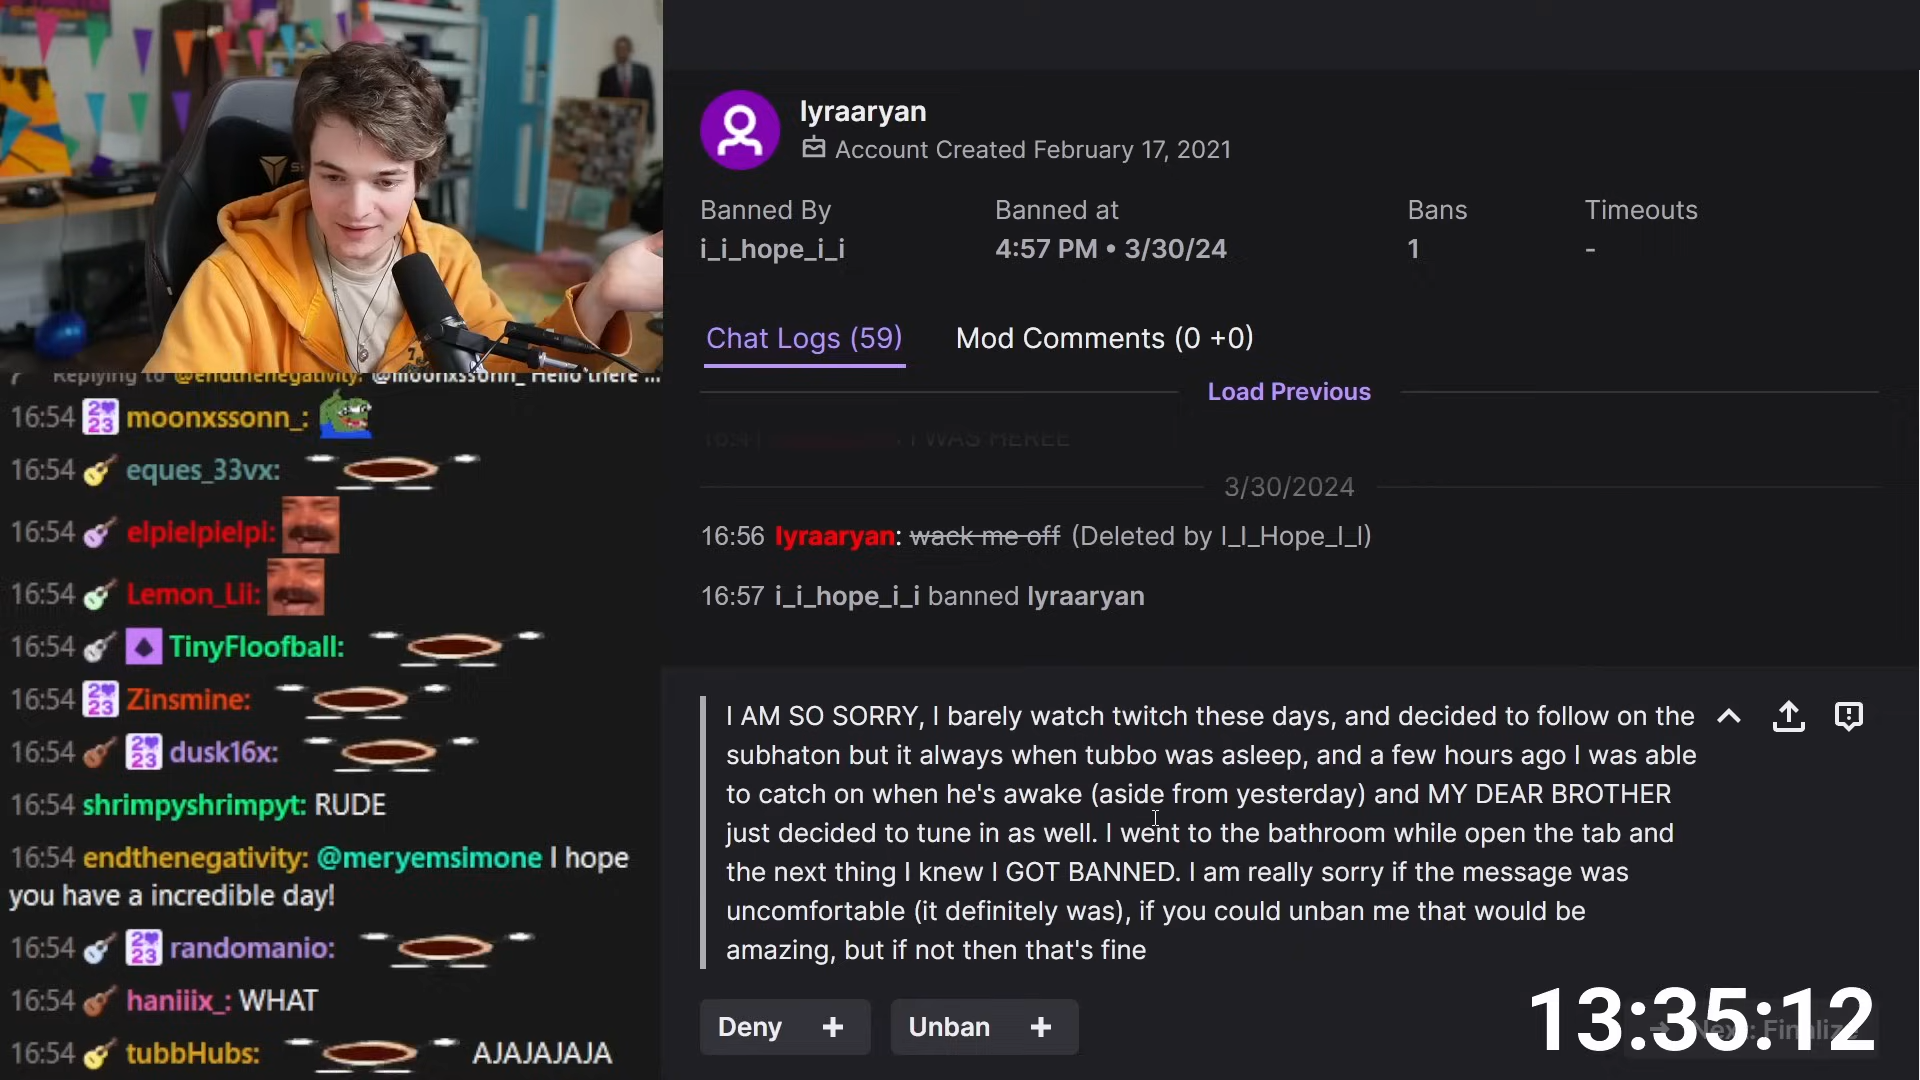 Replying to @endthenegativity: @moonxssonn_ Hello there ...
16:54 moonxssonn_:
16:54 eques_33vx:
16:54 elpielpielpi:
16:54 Lemon_Lii:
16:54 TinyFloofball:
16:54 Zinsmine:
16:54 dusk16x:
16:54 shrimpyshrimpyt: RUDE
16:54 endthenegativity: @meryemsimone I hope
you have a incredible day!
16:54 randomanio:
16:54 haniiix_: WHAT
16:54 tubbHubs: AJAJAJAJA
lyraaryan
Account Created February 17, 2021
Banned By Banned at Bans Timeouts
i_i_hope_i_i 4:57 PM • 3/30/24 1 -
Chat Logs (59) Mod Comments (0 +0)
Load Previous
I WAS HEREE
3/30/2024
16:56 lyraaryan: wack me off (Deleted by I_I_Hope_I_I)
16:57 i_i_hope_i_i banned lyraaryan
I AM SO SORRY, I barely watch twitch these days, and decided to follow on the
subhaton but it always when tubbo was asleep, and a few hours ago I was able
to catch on when he's awake (aside from yesterday) and MY DEAR BROTHER
just decided to tune in as well. I went to the bathroom while open the tab and
the next thing I knew I GOT BANNED. I am really sorry if the message was
uncomfortable (it definitely was), if you could unban me that would be
amazing, but if not then that's fine
Deny + Unban +
13:35:12